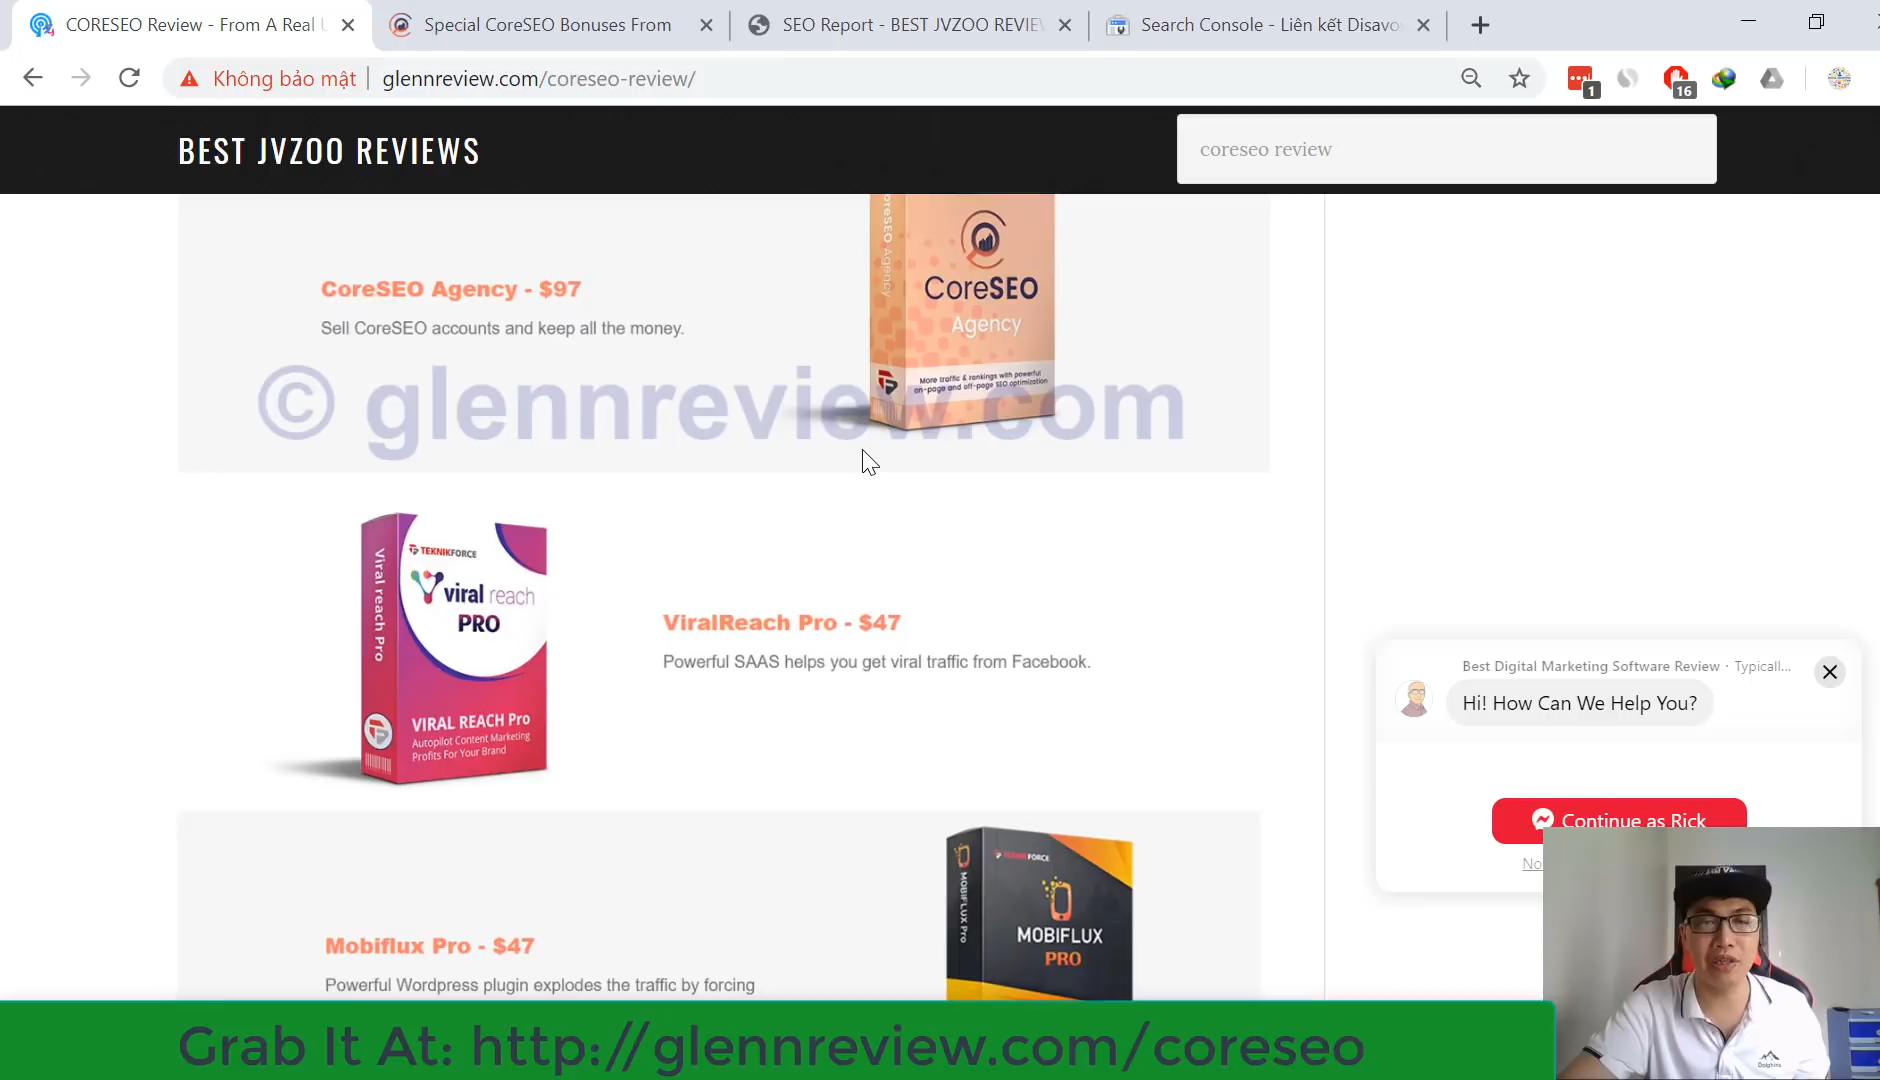 CORESEO Review - From A Real U
Special CoreSEO Bonuses From
SEO Report - BEST JVZOO REVIE
Search Console - Liên kết Disavo
Không bảo mật
glennreview.com/coreseo-review/
1
16
BEST JVZOO REVIEWS
coreseo review
CoreSEO Agency - $97
Sell CoreSEO accounts and keep all the money.
CoreSEO Agency
CoreSEO
Agency
More traffic & rankings with powerful
on-page and off-page SEO optimization
© glennreview.com
TEKNIKFORCE
Viral reach Pro
viral reach
PRO
VIRAL REACH Pro
Autopilot Content Marketing
Profits For Your Brand
ViralReach Pro - $47
Powerful SAAS helps you get viral traffic from Facebook.
Best Digital Marketing Software Review · Typicall...
Hi! How Can We Help You?
Continue as Rick
No
Mobiflux Pro - $47
Powerful Wordpress plugin explodes the traffic by forcing
TEKNIKFORCE
MOBIFLUX Pro
MOBIFLUX
PRO
Grab It At: http://glennreview.com/coreseo
Dolphins